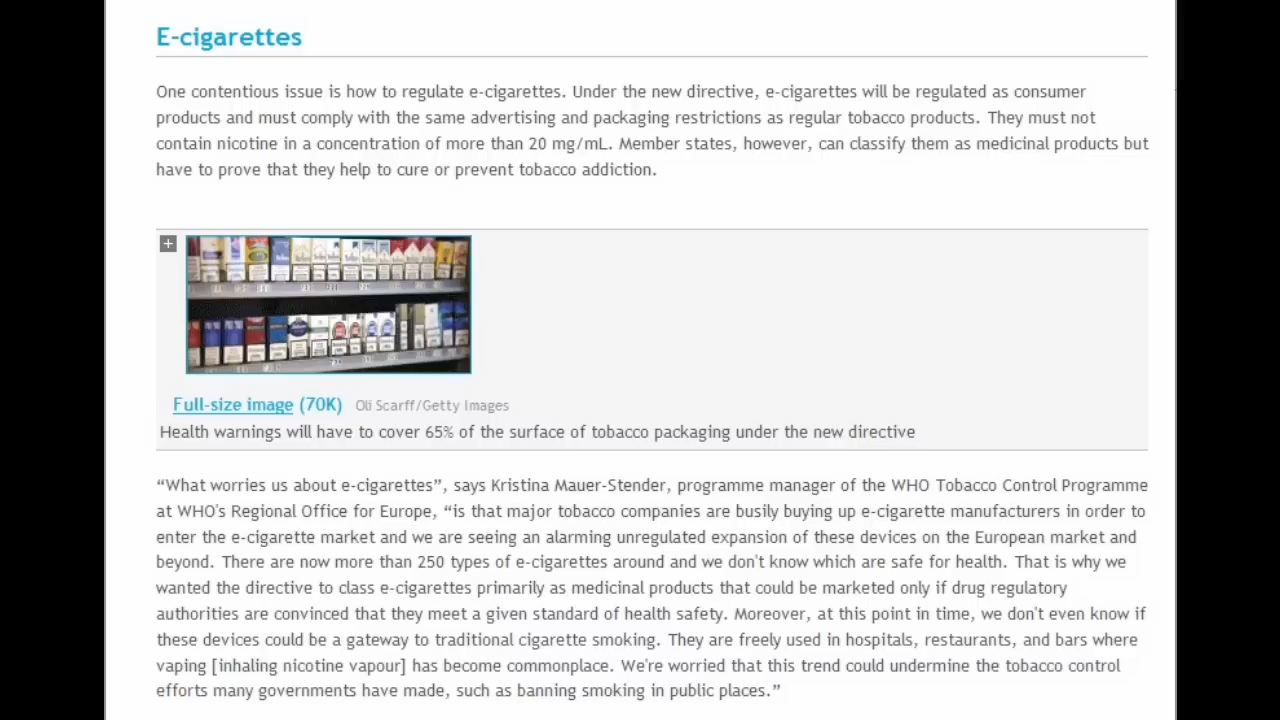 E-cigarettes
One contentious issue is how to regulate e-cigarettes. Under the new directive, e-cigarettes will be regulated as consumer
products and must comply with the same advertising and packaging restrictions as regular tobacco products. They must not
contain nicotine in a concentration of more than 20 mg/mL. Member states, however, can classify them as medicinal products but
have to prove that they help to cure or prevent tobacco addiction.
+
Full-size image (70K) Oli Scarff/Getty Images
Health warnings will have to cover 65% of the surface of tobacco packaging under the new directive
“What worries us about e-cigarettes”, says Kristina Mauer-Stender, programme manager of the WHO Tobacco Control Programme
at WHO's Regional Office for Europe, “is that major tobacco companies are busily buying up e-cigarette manufacturers in order to
enter the e-cigarette market and we are seeing an alarming unregulated expansion of these devices on the European market and
beyond. There are now more than 250 types of e-cigarettes around and we don't know which are safe for health. That is why we
wanted the directive to class e-cigarettes primarily as medicinal products that could be marketed only if drug regulatory
authorities are convinced that they meet a given standard of health safety. Moreover, at this point in time, we don't even know if
these devices could be a gateway to traditional cigarette smoking. They are freely used in hospitals, restaurants, and bars where
vaping [inhaling nicotine vapour] has become commonplace. We're worried that this trend could undermine the tobacco control
efforts many governments have made, such as banning smoking in public places.”